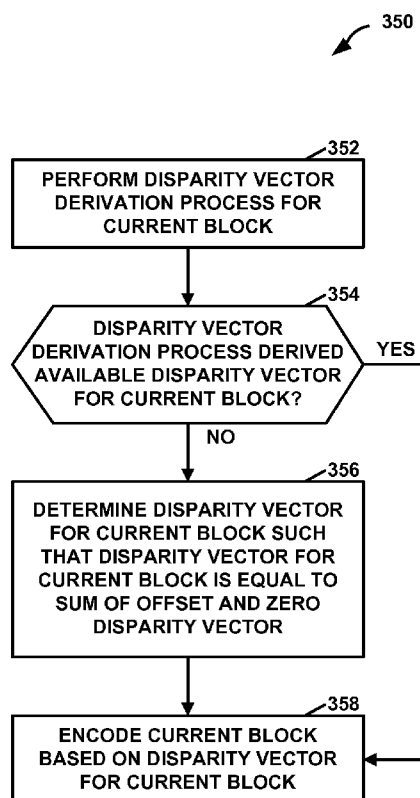 350
352
PERFORM DISPARITY VECTOR
DERIVATION PROCESS FOR
CURRENT BLOCK
354
DISPARITY VECTOR
DERIVATION PROCESS DERIVED
AVAILABLE DISPARITY VECTOR
FOR CURRENT BLOCK?
YES
NO
356
DETERMINE DISPARITY VECTOR
FOR CURRENT BLOCK SUCH
THAT DISPARITY VECTOR FOR
CURRENT BLOCK IS EQUAL TO
SUM OF OFFSET AND ZERO
DISPARITY VECTOR
358
ENCODE CURRENT BLOCK
BASED ON DISPARITY VECTOR
FOR CURRENT BLOCK